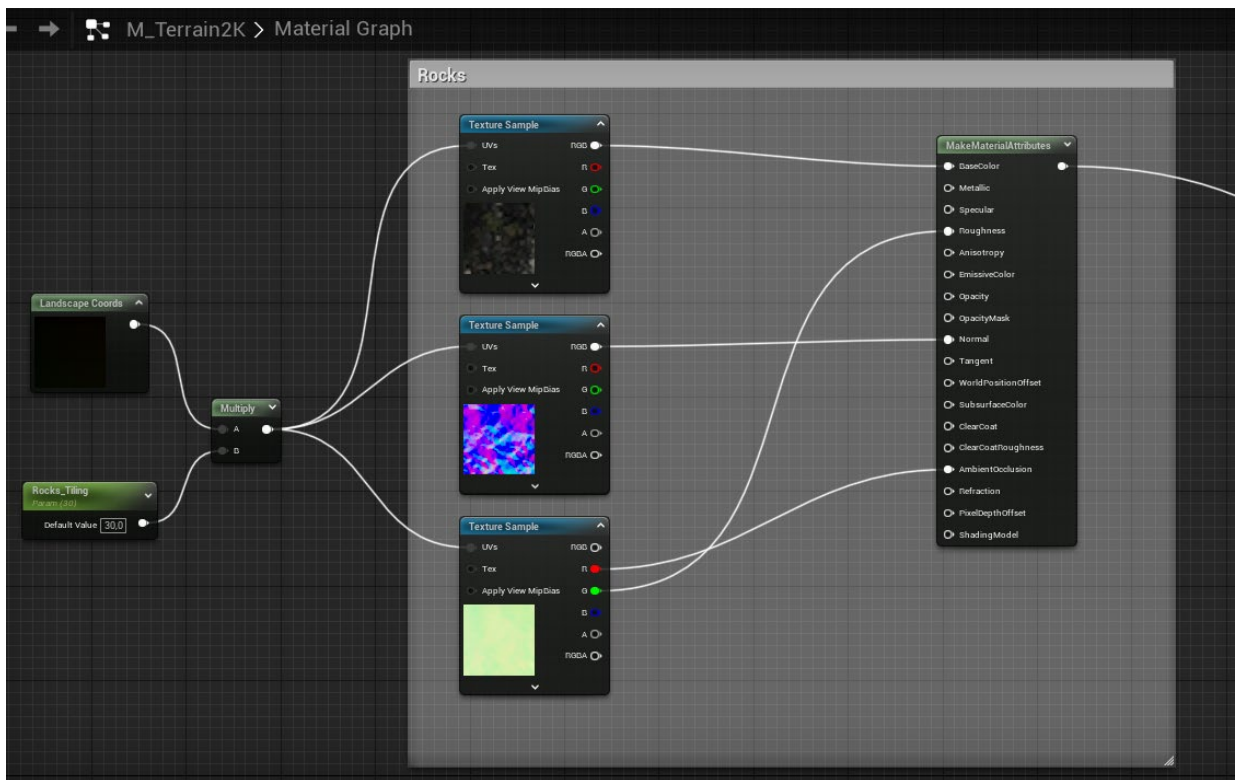 M_Terrain2K > Material Graph
Rocks
Texture Sample
UVs RGB
Tex R
Apply View MipBias G
B
A
RGBA
Landscape Coords
Multiply
A
B
Rocks_Tiling
Param (30)
Default Value 30,0
Texture Sample
UVs RGB
Tex R
Apply View MipBias G
B
A
RGBA
Texture Sample
UVs RGB
Tex R
Apply View MipBias G
B
A
RGBA
MakeMaterialAttributes
BaseColor
Metallic
Specular
Roughness
Anisotropy
EmissiveColor
Opacity
OpacityMask
Normal
Tangent
WorldPositionOffset
SubsurfaceColor
ClearCoat
ClearCoatRoughness
AmbientOcclusion
Refraction
PixelDepthOffset
ShadingModel